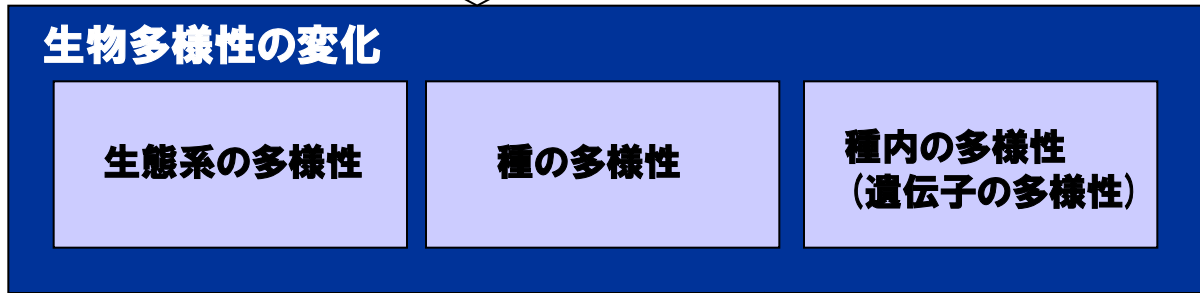 生物多様性の変化
生態系の多様性
種の多様性
種内の多様性
（遺伝子の多様性）